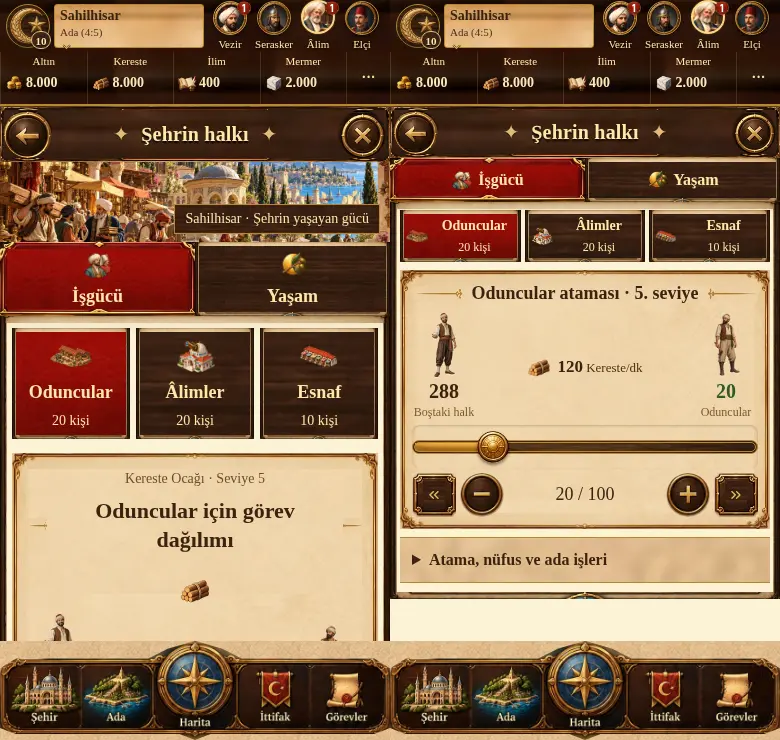 Sahilhisar
Ada (4:5)
10
1
1
Vezir
Serasker
Âlim
Elçi
Altın
Kereste
İlim
Mermer
8.000
8.000
400
2.000
...
Şehrin halkı
Sahilhisar · Şehrin yaşayan gücü
İşgücü
Yaşam
Oduncular
Âlimler
Esnaf
20 kişi
20 kişi
10 kişi
Kereste Ocağı · Seviye 5
Oduncular için görev
dağılımı
Şehir
Ada
Harita
İttifak
Görevler
Sahilhisar
Ada (4:5)
10
1
1
Vezir
Serasker
Âlim
Elçi
Altın
Kereste
İlim
Mermer
8.000
8.000
400
2.000
...
Şehrin halkı
İşgücü
Yaşam
Oduncular
Âlimler
Esnaf
20 kişi
20 kişi
10 kişi
Oduncular ataması · 5. seviye
120 Kereste/dk
288
20
Boştaki halk
Oduncular
«
20 / 100
»
Atama, nüfus ve ada işleri
Şehir
Ada
Harita
İttifak
Görevler